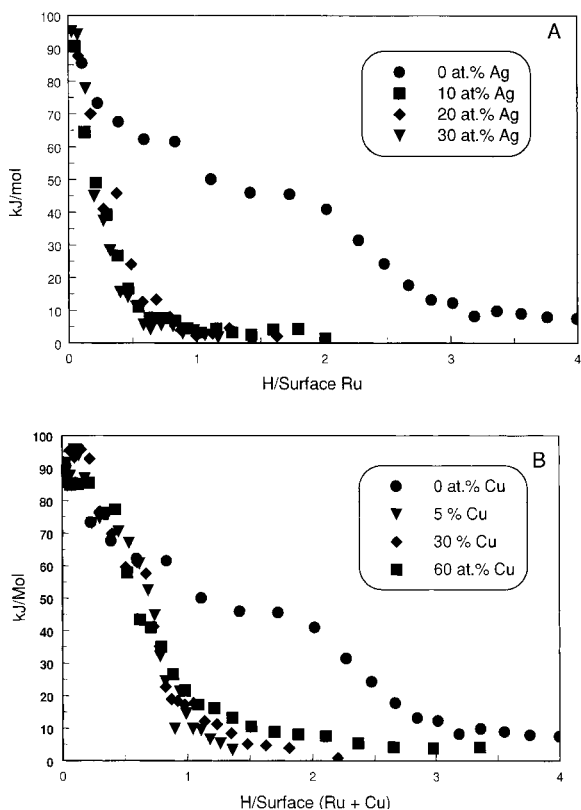 A
100
90
80
70
60
50
40
30
20
10
0
kJ/mol
0 at.% Ag
10 at% Ag
20 at.% Ag
30 at.% Ag
0 1 2 3 4
H/Surface Ru
B
100
90
80
70
60
50
40
30
20
10
0
kJ/Mol
0 at.% Cu
5 % Cu
30 % Cu
60 at.% Cu
0 1 2 3 4
H/Surface (Ru + Cu)